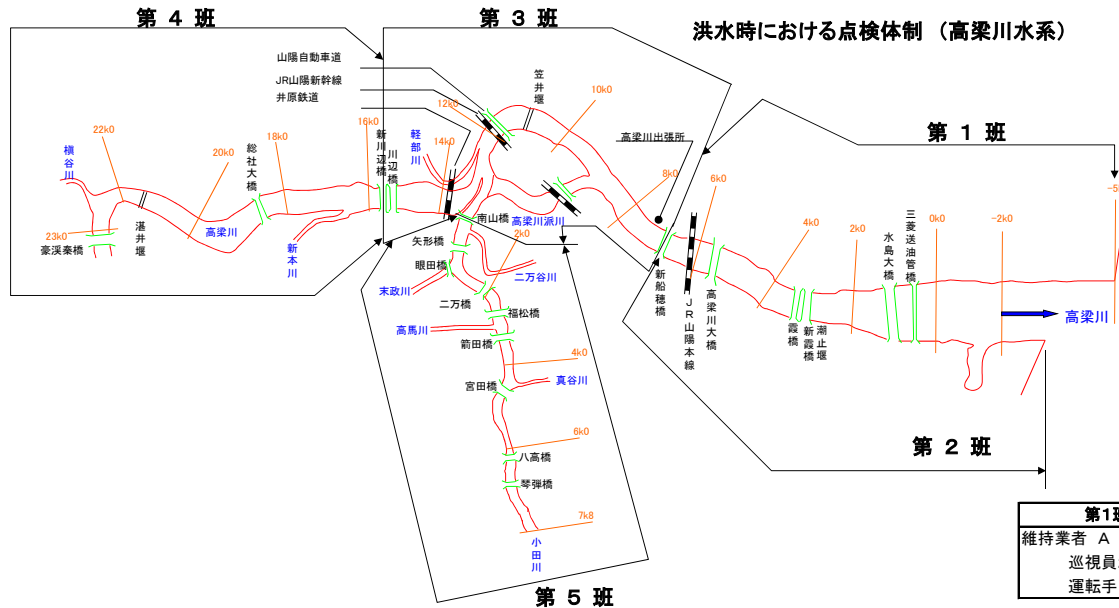 洪水時における点検体制 （高梁川水系）
第 4 班
第 3 班
第 1 班
第 2 班
第 5 班
山陽自動車道
JR山陽新幹線
井原鉄道
笠井堰
高梁川出張所
12k0
10k0
8k0
6k0
4k0
2k0
0k0
-2k0
22k0
20k0
18k0
16k0
14k0
23k0
槇谷川
湛井堰
豪渓秦橋
高梁川
総社大橋
新本川
新川辺橋
川辺橋
軽部川
南山橋
高梁川派川
2k0
矢形橋
眼田橋
末政川
二万谷川
二万橋
福松橋
高馬川
箭田橋
4k0
宮田橋
真谷川
6k0
八高橋
琴弾橋
7k8
小田川
新船穂橋
JR山陽本線
高梁川大橋
霞橋
新霞橋
潮止堰
水島大橋
三菱送油管橋
高梁川
維持業者 A
巡視員
運転手